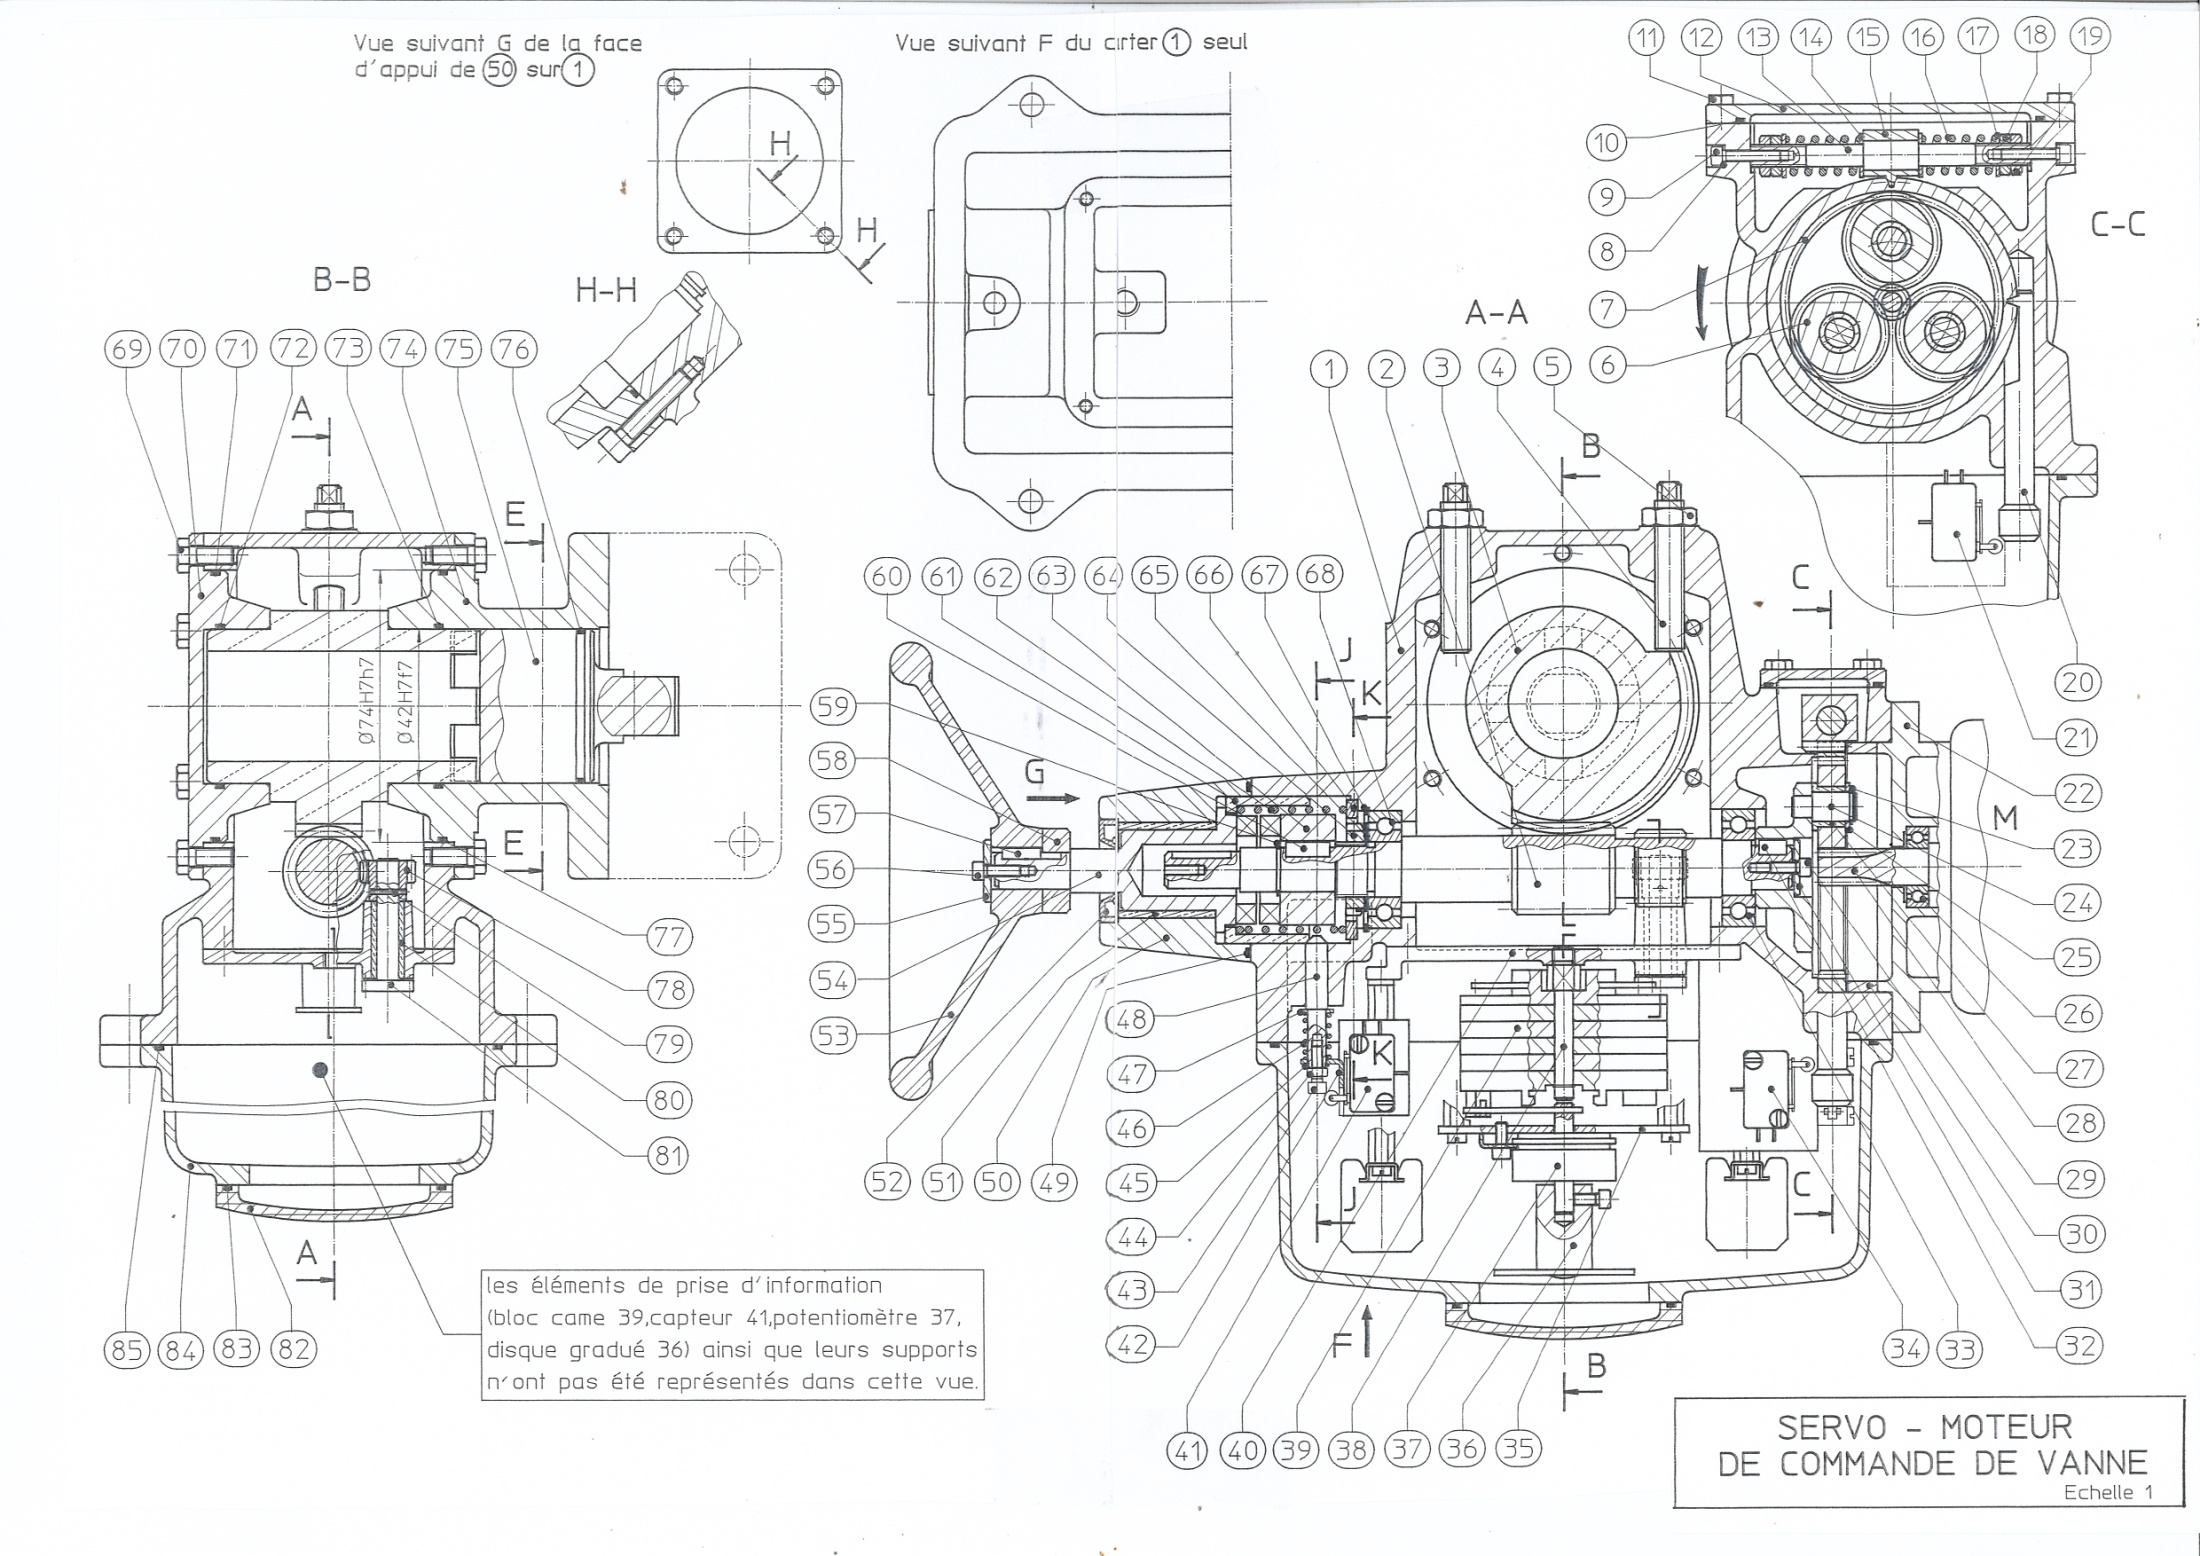 Vue suivant G de la face
d'appui de 50 sur 1
Vue suivant F du carter 1 seul
11 12 13 14 15 16 17 18 19
10
9
8
7
6
C-C
H
H
B-B
H-H
A-A
69 70 71 72 73 74 75 76
1 2 3 4 5
A
E
B
C
60 61 62 63 64 65 66 67 68
J
K
20
21
22
23
24
25
26
27
28
29
30
31
32
M
59
58
57
56
55
54
53
G
Ø74H7h7
Ø42H7f7
E
77
78
79
80
81
52 51 50 49
48
47
46
45
44
43
42
K
J
C
F
B
A
34 33
41 40 39 38 37 36 35
85 84 83 82
les éléments de prise d'information
(bloc came 39,capteur 41,potentiomètre 37,
disque gradué 36) ainsi que leurs supports
n'ont pas été représentés dans cette vue.
SERVO - MOTEUR
DE COMMANDE DE VANNE
Echelle 1